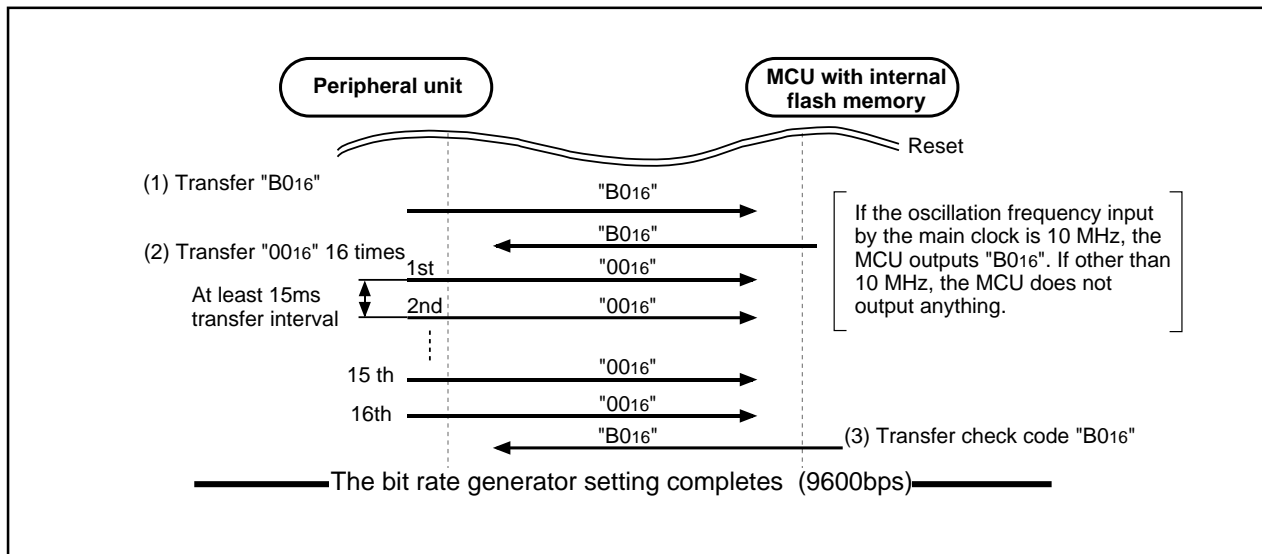 Peripheral unit
MCU with internal
flash memory
Reset
(1) Transfer "B016"
"B016"
"B016"
If the oscillation frequency input
by the main clock is 10 MHz, the
MCU outputs "B016". If other than
10 MHz, the MCU does not
output anything.
(2) Transfer "0016" 16 times
1st
"0016"
At least 15ms
transfer interval
2nd
"0016"
15 th
"0016"
16th
"0016"
"B016"
(3) Transfer check code "B016"
The bit rate generator setting completes (9600bps)